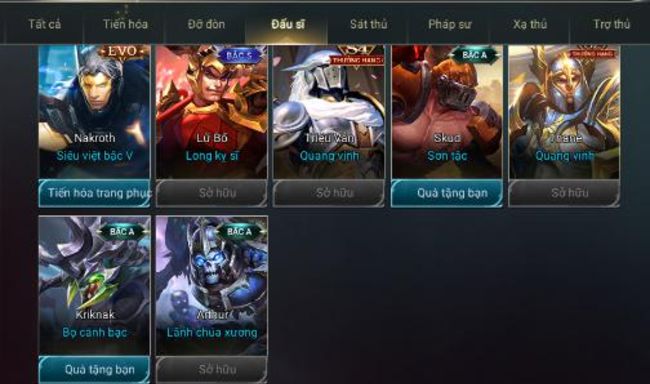 Tất cả Tiến hóa Đỡ đòn Đấu sĩ Sát thủ Pháp sư Xạ thủ Trợ thủ
EVO BẬC S S4 THƯỞNG HẠNG BẬC A THƯỞNG HẠNG
Nakroth Lữ Bố Triệu Vân Skud Thane
Siêu việt bậc V Long kỵ sĩ Quang vinh Sơn tặc Quang vinh
Tiến hóa trang phục Sở hữu Sở hữu Quà tặng bạn Sở hữu
BẬC A BẬC A
Kriknak Arthur
Bọ cánh bạc Lãnh chúa xương
Quà tặng bạn Sở hữu